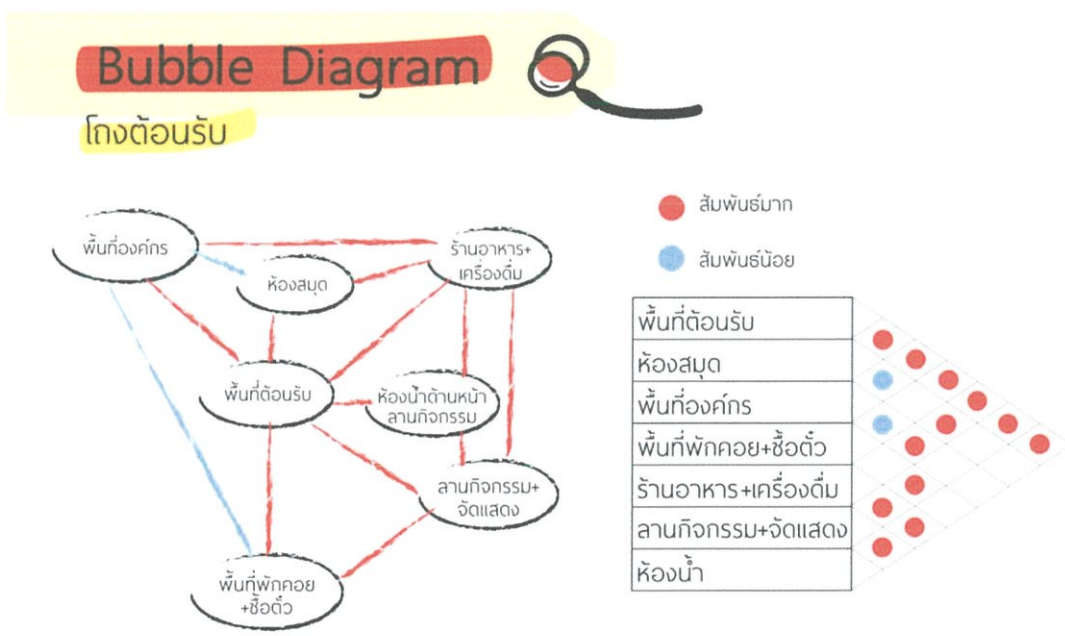 Bubble Diagram
โถงต้อนรับ
พื้นที่องค์กร
ร้านอาหาร+
เครื่องดื่ม
ห้องสมุด
พื้นที่ต้อนรับ
ห้องน้ำด้านหน้า
ลานกิจกรรม
ลานกิจกรรม+
จัดแสดง
พื้นที่พักคอย
+ซื้อตั๋ว
สัมพันธ์มาก
สัมพันธ์น้อย
พื้นที่ต้อนรับ
ห้องสมุด
พื้นที่องค์กร
พื้นที่พักคอย+ซื้อตั๋ว
ร้านอาหาร+เครื่องดื่ม
ลานกิจกรรม+จัดแสดง
ห้องน้ำ